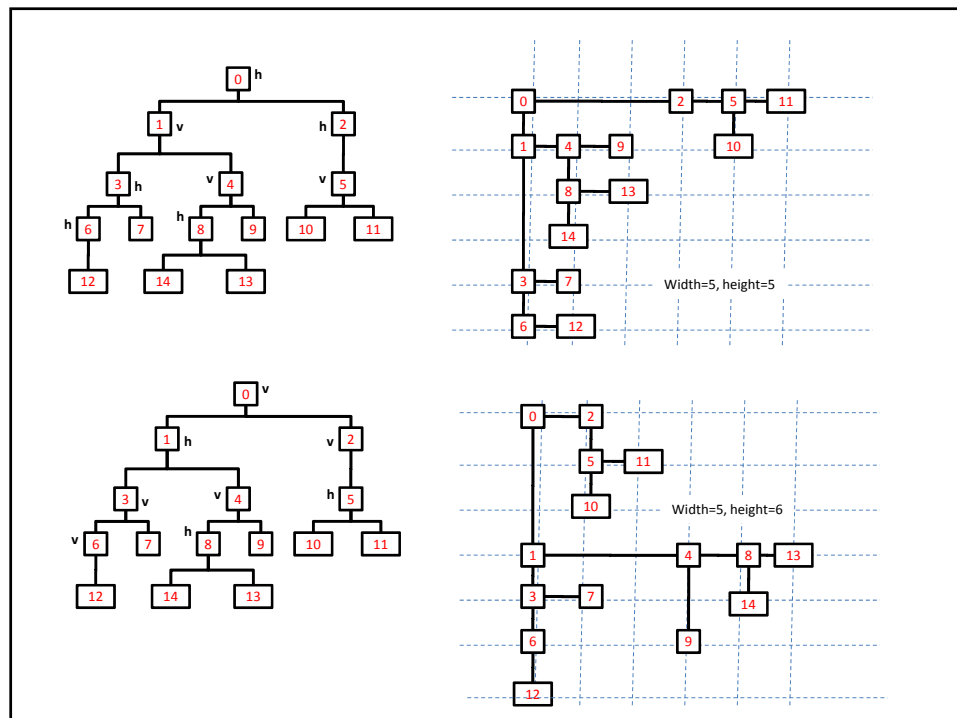 0 h
1 v h 2
3 h v 4 v 5
h 6 7 h 8 9 10 11
12 14 13
0 2 5 11
1 4 9 10
8 13
14
3 7 Width=5, height=5
6 12
0 v
1 h v 2
3 v v 4 h 5
v 6 7 h 8 9 10 11
12 14 13
0 2
5 11
10 Width=5, height=6
1 4 8 13
3 7 14
6 9
12